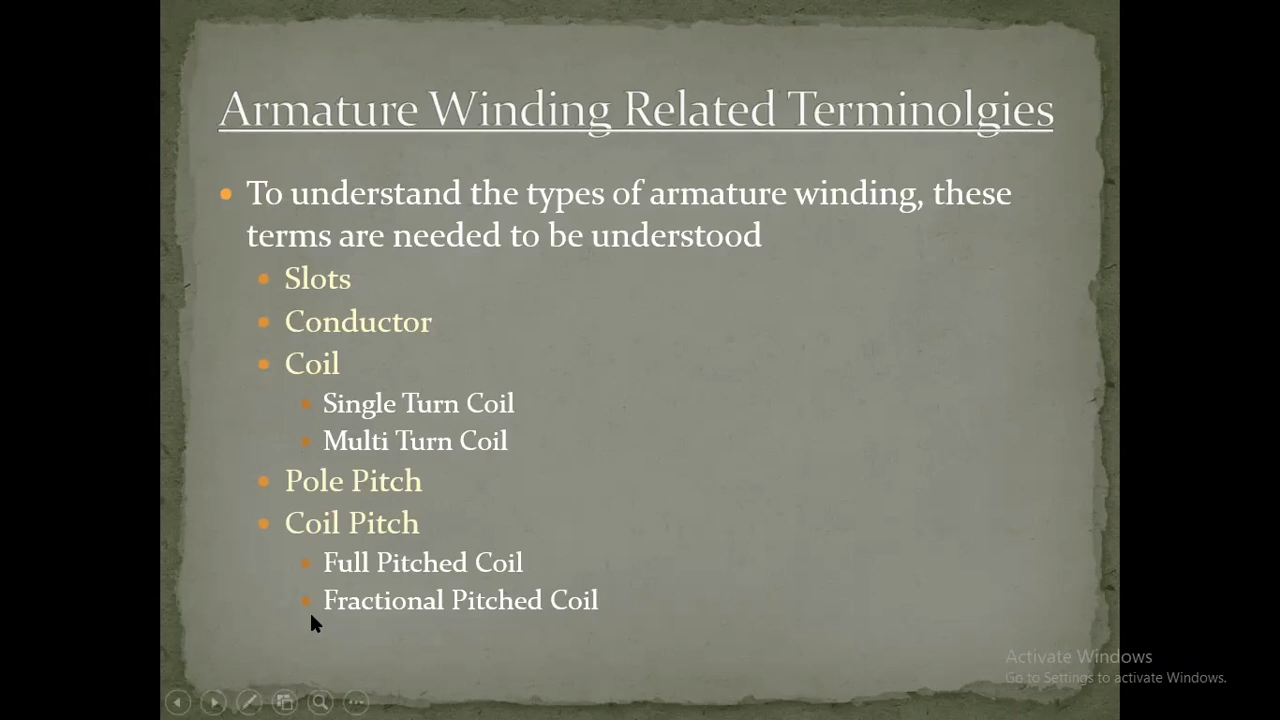 Armature Winding Related Terminolgies
• To understand the types of armature winding, these
terms are needed to be understood
• Slots
• Conductor
• Coil
• Single Turn Coil
• Multi Turn Coil
• Pole Pitch
• Coil Pitch
• Full Pitched Coil
• Fractional Pitched Coil
Activate Windows
Go to Settings to activate Windows.